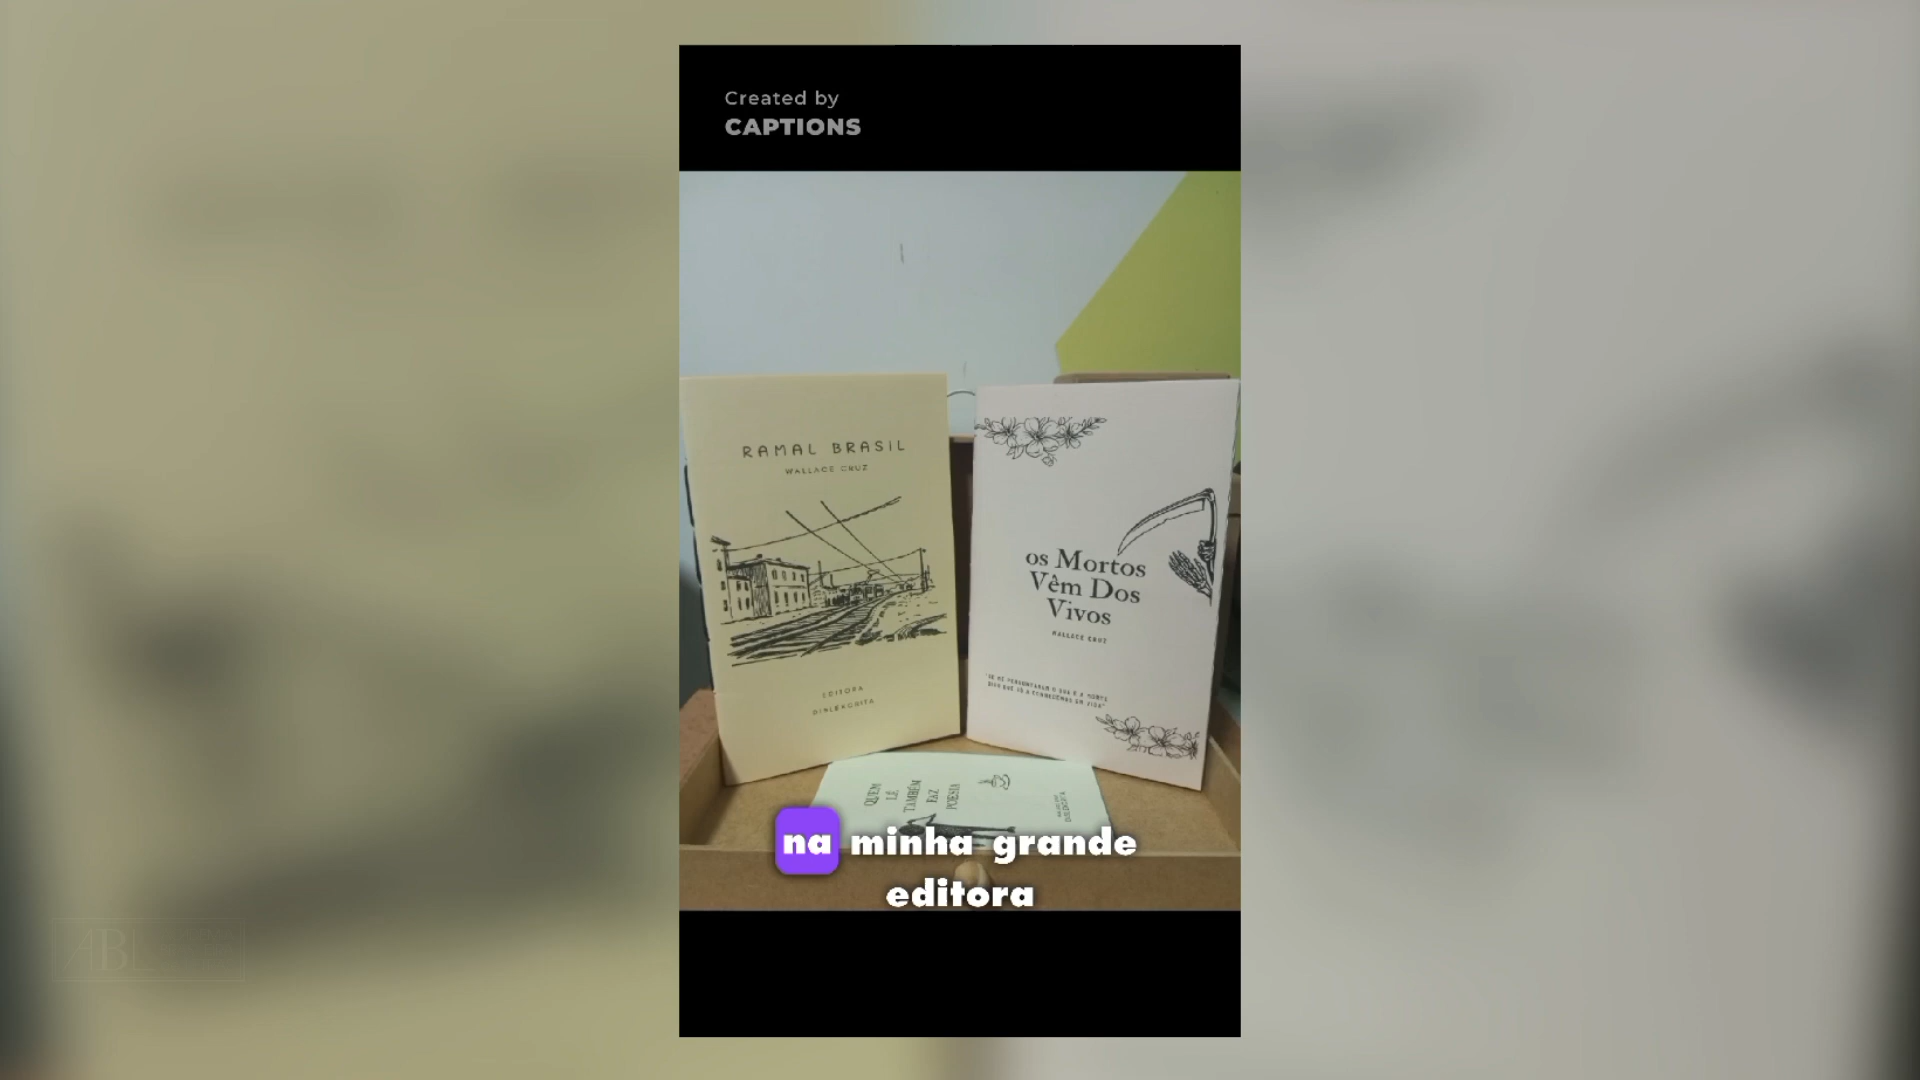 Created by
CAPTIONS
RAMAL BRASIL
WALLACE CRUZ
EDITORA
os Mortos
Vêm Dos
Vivos
WALLACE CRUZ
QUEM
LÊ
TAMBÉM
FAZ
POESIA
na minha grande
editora
ABL